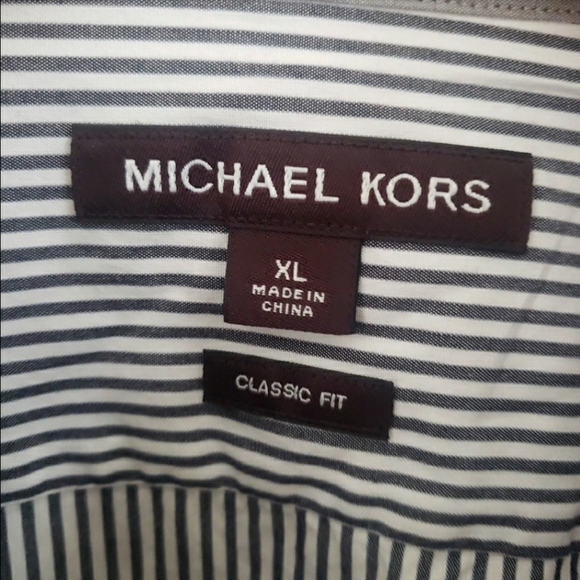 MICHAEL KORS
XL
MADE IN
CHINA
CLASSIC FIT